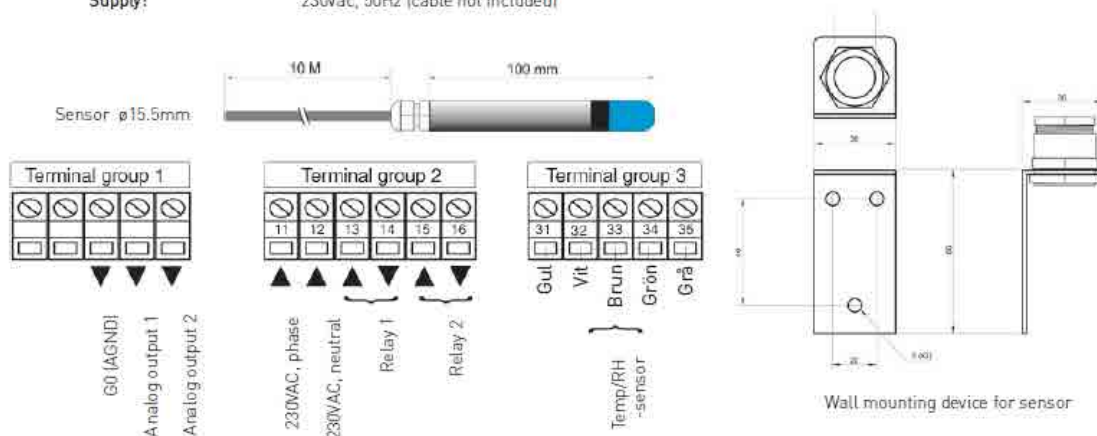 Supply: 230Vac, 50Hz (cable not included)
10 M 100 mm
Sensor ø15.5mm
Terminal group 1
Terminal group 2
Terminal group 3
11 12 13 14 15 16
31 32 33 34 35
G0 (AGND)
Analog output 1
Analog output 2
230VAC, phase
230VAC, neutral
Relay 1
Relay 2
Gul
Vit
Brun
Grön
Grå
Temp/RH
-sensor
Wall mounting device for sensor